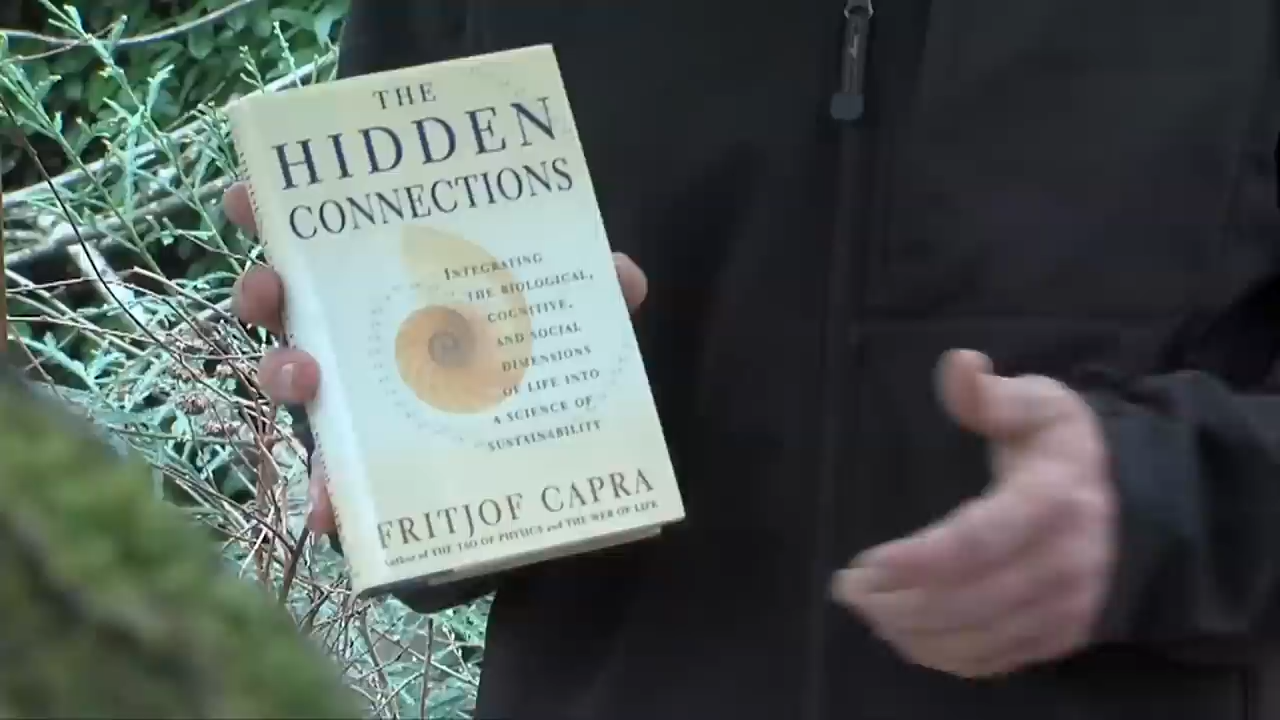 THE
HIDDEN
CONNECTIONS
INTEGRATING
THE BIOLOGICAL,
COGNITIVE,
AND SOCIAL
DIMENSIONS
OF LIFE INTO
A SCIENCE OF
SUSTAINABILITY
FRITJOF CAPRA
Author of THE TAO OF PHYSICS and THE WEB OF LIFE